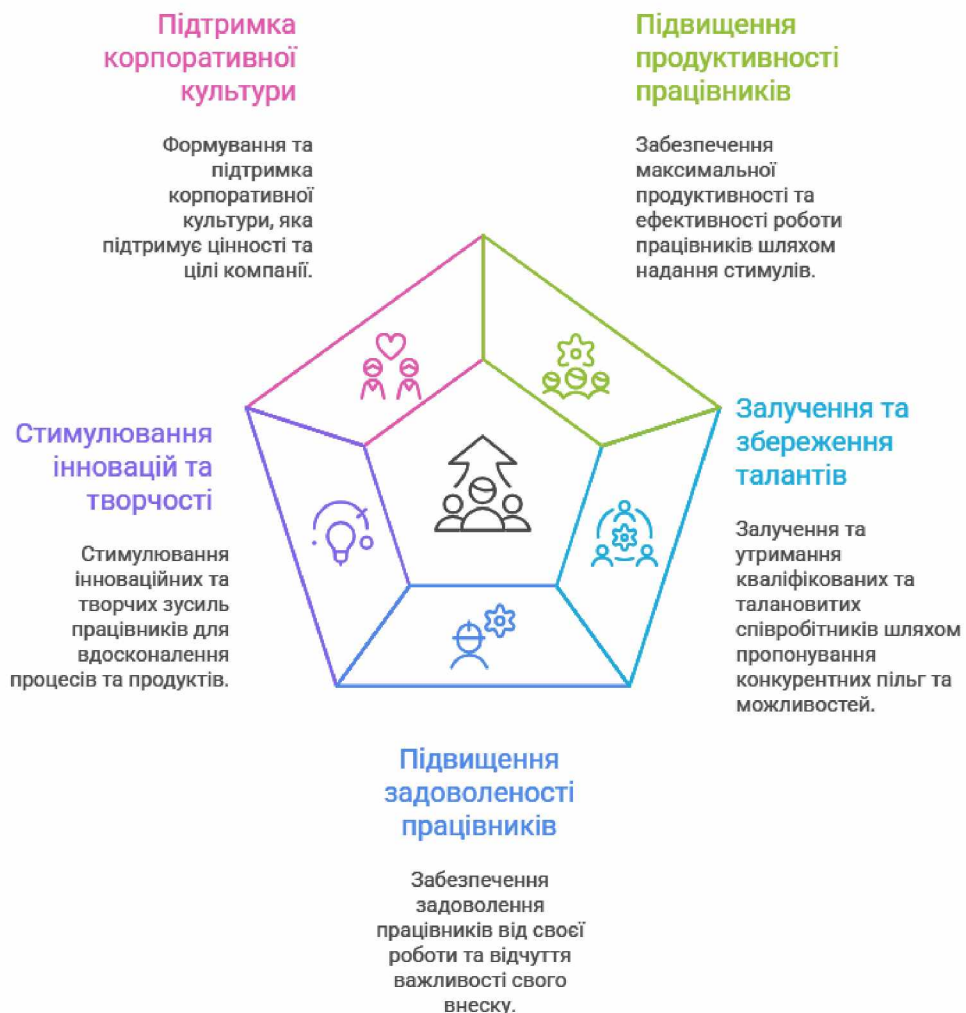 Підтримка
корпоративної
культури
Формування та
підтримка
корпоративної
культури, яка
підтримує цінності та
цілі компанії.
Підвищення
продуктивності
працівників
Забезпечення
максимальної
продуктивності та
ефективності роботи
працівників шляхом
надання стимулів.
Стимулювання
інновацій та
творчості
Стимулювання
інноваційних та
творчих зусиль
працівників для
вдосконалення
процесів та продуктів.
Залучення та
збереження
талантів
Залучення та
утримання
кваліфікованих та
талановитих
співробітників шляхом
пропонування
конкурентних пільг та
можливостей.
Підвищення
задоволеності
працівників
Забезпечення
задоволення
працівників від своєї
роботи та відчуття
важливості свого
внеску.